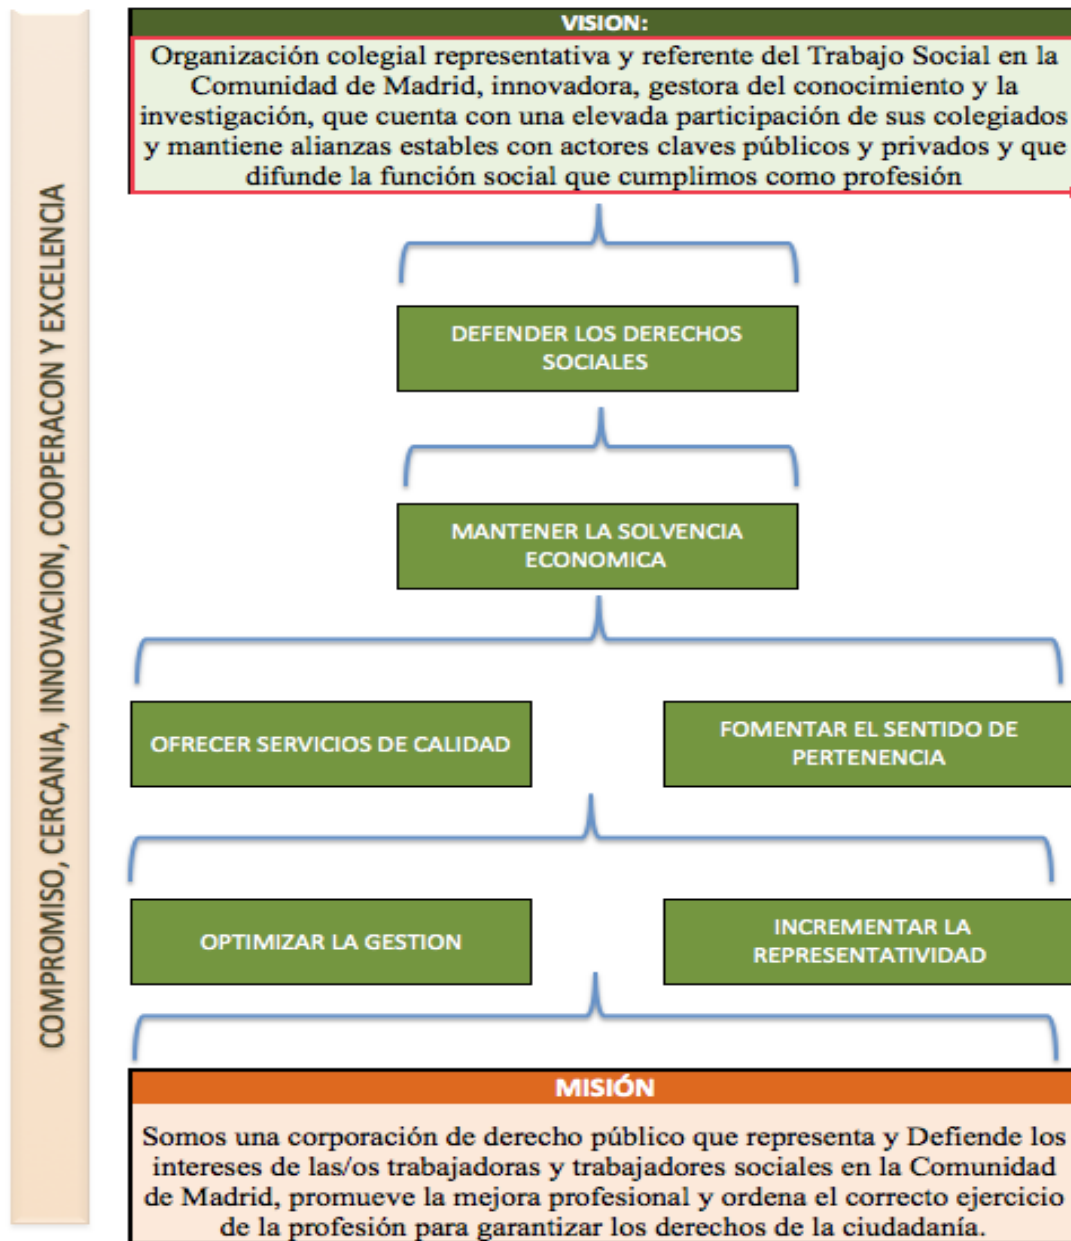 COMPROMISO, CERCANIA, INNOVACION, COOPERACON Y EXCELENCIA
VISION:
Organización colegial representativa y referente del Trabajo Social en la
Comunidad de Madrid, innovadora, gestora del conocimiento y la
investigación, que cuenta con una elevada participación de sus colegiados
y mantiene alianzas estables con actores claves públicos y privados y que
difunde la función social que cumplimos como profesión
DEFENDER LOS DERECHOS
SOCIALES
MANTENER LA SOLVENCIA
ECONOMICA
OFRECER SERVICIOS DE CALIDAD
FOMENTAR EL SENTIDO DE
PERTENENCIA
OPTIMIZAR LA GESTION
INCREMENTAR LA
REPRESENTATIVIDAD
MISIÓN
Somos una corporación de derecho público que representa y Defiende los
intereses de las/os trabajadoras y trabajadores sociales en la Comunidad
de Madrid, promueve la mejora profesional y ordena el correcto ejercicio
de la profesión para garantizar los derechos de la ciudadanía.